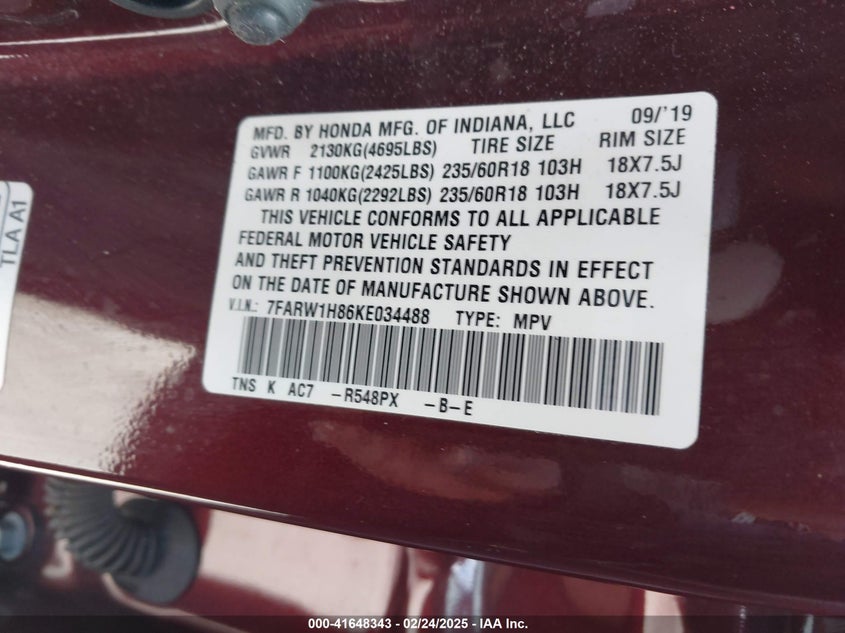 MFD. BY HONDA MFG. OF INDIANA, LLC 09/'19
GVWR 2130KG(4695LBS) TIRE SIZE RIM SIZE
GAWR F 1100KG(2425LBS) 235/60R18 103H 18X7.5J
GAWR R 1040KG(2292LBS) 235/60R18 103H 18X7.5J
THIS VEHICLE CONFORMS TO ALL APPLICABLE
FEDERAL MOTOR VEHICLE SAFETY
AND THEFT PREVENTION STANDARDS IN EFFECT
ON THE DATE OF MANUFACTURE SHOWN ABOVE.
V.I.N.: 7FARW1H86KE034488 TYPE: MPV
TNS K AC7 -R548PX -B-E
TLA A1
000-41648343 - 02/24/2025 - IAA Inc.